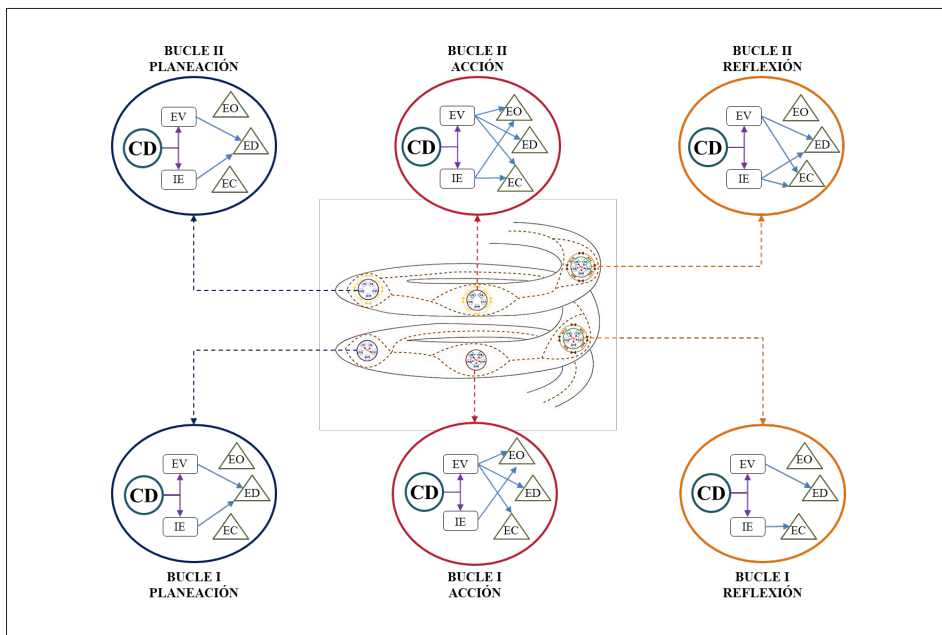 BUCLE II
PLANEACIÓN
BUCLE II
ACCIÓN
BUCLE II
REFLEXIÓN
EV
EO
CD
ED
IE
EC
EV
EO
CD
ED
IE
EC
EV
EO
CD
ED
IE
EC
EV
EO
CD
ED
IE
EC
EV
EO
CD
ED
IE
EC
EV
EO
CD
ED
IE
EC
BUCLE I
PLANEACIÓN
BUCLE I
ACCIÓN
BUCLE I
REFLEXIÓN